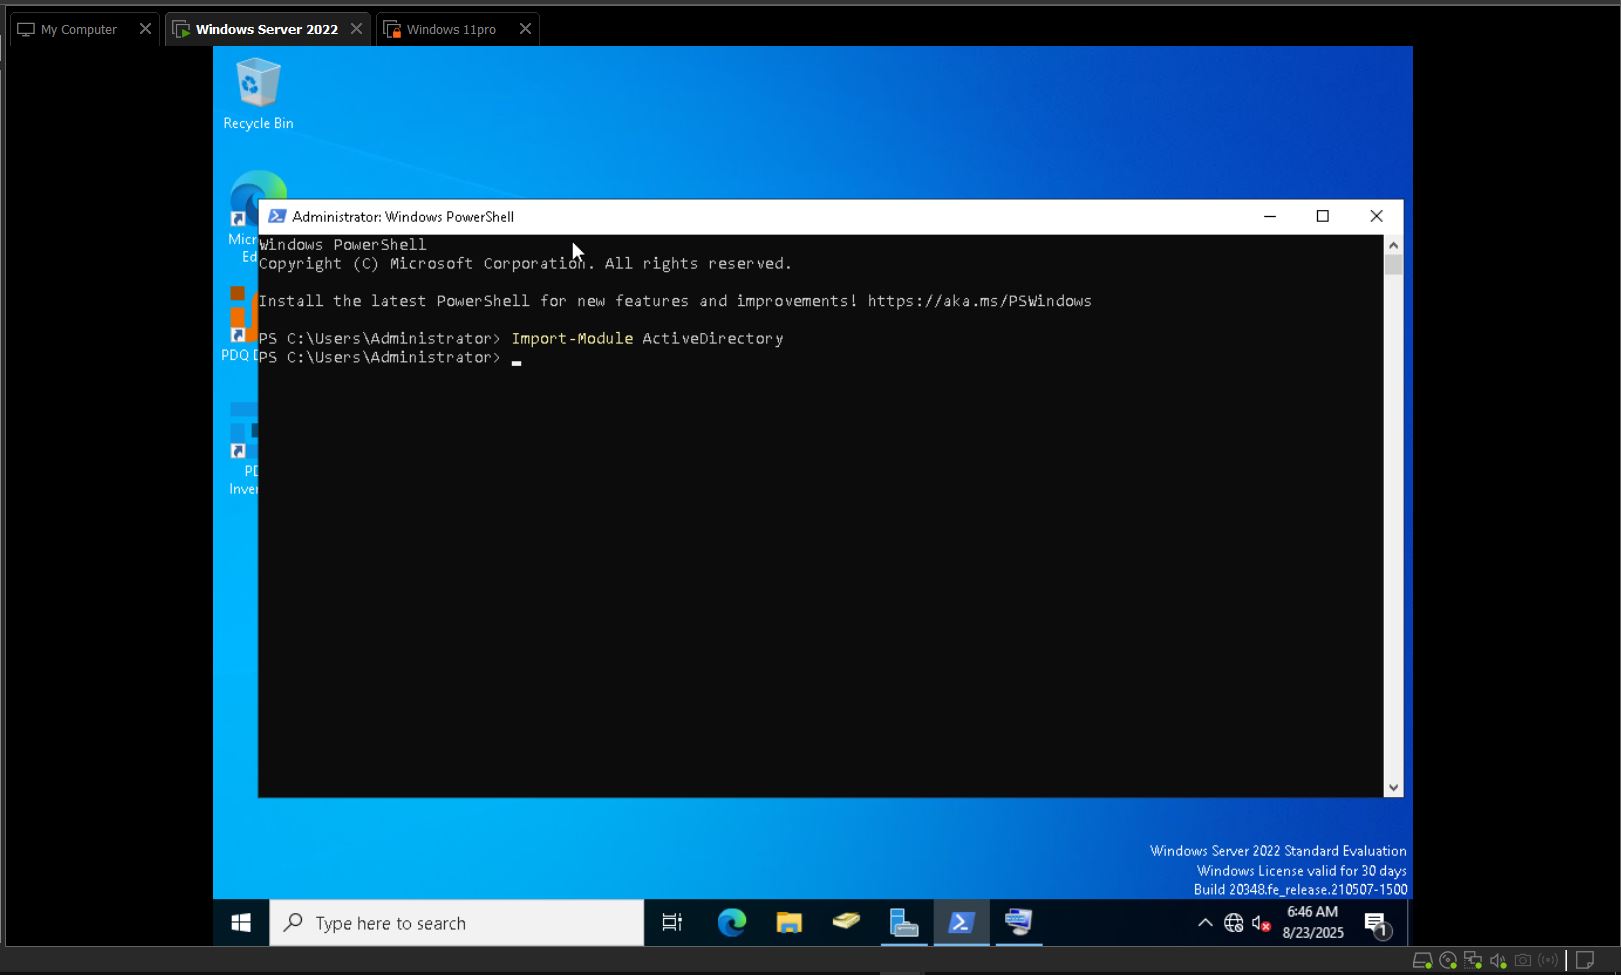 My Computer
Windows Server 2022
Windows 11pro
Recycle Bin
Micr
Ed
PDQ D
PD
Inver
Administrator: Windows PowerShell
Windows PowerShell
Copyright (C) Microsoft Corporation. All rights reserved.
Install the latest PowerShell for new features and improvements! https://aka.ms/PSWindows
PS C:\Users\Administrator> Import-Module ActiveDirectory
PS C:\Users\Administrator>
Windows Server 2022 Standard Evaluation
Windows License valid for 30 days
Build 20348.fe_release.210507-1500
Type here to search
6:46 AM
8/23/2025
1